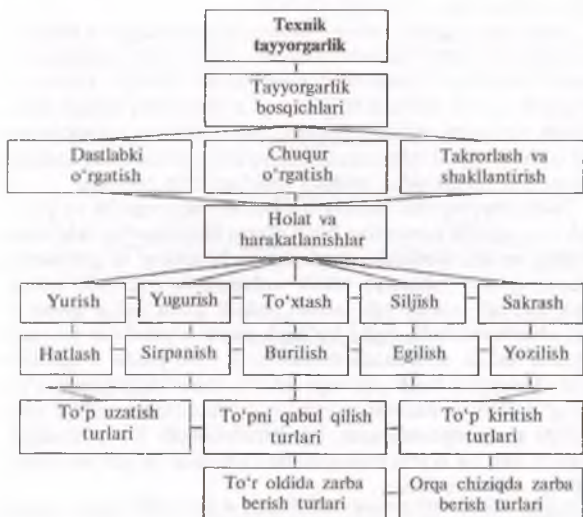 Texnik
tayyorgarlik
Tayyorgarlik
bosqichlari
Dastlabki
o‘rgatish
Chuqur
o‘rgatish
Takrorlash va
shakllantirish
Holat va
harakatlanishlar
Yurish
Yugurish
To‘xtash
Siljish
Sakrash
Hatlash
Sirpanish
Burilish
Egilish
Yozilish
To‘p uzatish
turlari
To‘pni qabul qilish
turlari
To‘p kiritish
turlari
To‘r oldida zarba
berish turlari
Orqa chiziqda zarba
berish turlari